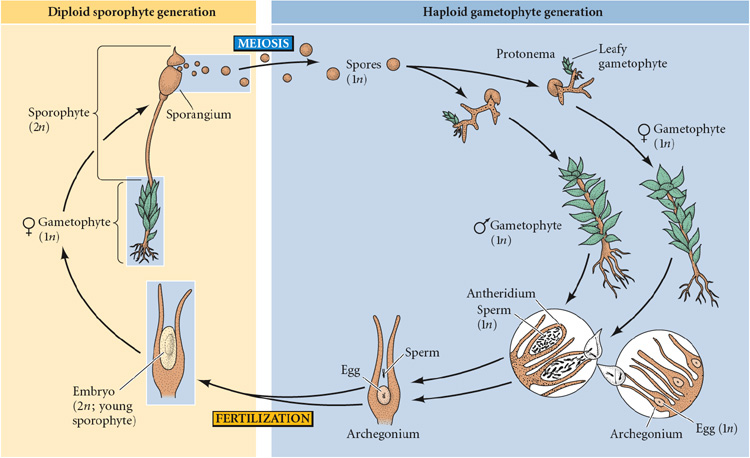 Diploid sporophyte generation
Haploid gametophyte generation
MEIOSIS
Spores
(1n)
Protonema
Leafy
gametophyte
Sporangium
Sporophyte
(2n)
♀ Gametophyte
(1n)
♀ Gametophyte
(1n)
♂ Gametophyte
(1n)
Antheridium
Sperm
(1n)
Sperm
Egg
Embryo
(2n; young
sporophyte)
FERTILIZATION
Archegonium
Archegonium
Egg (1n)